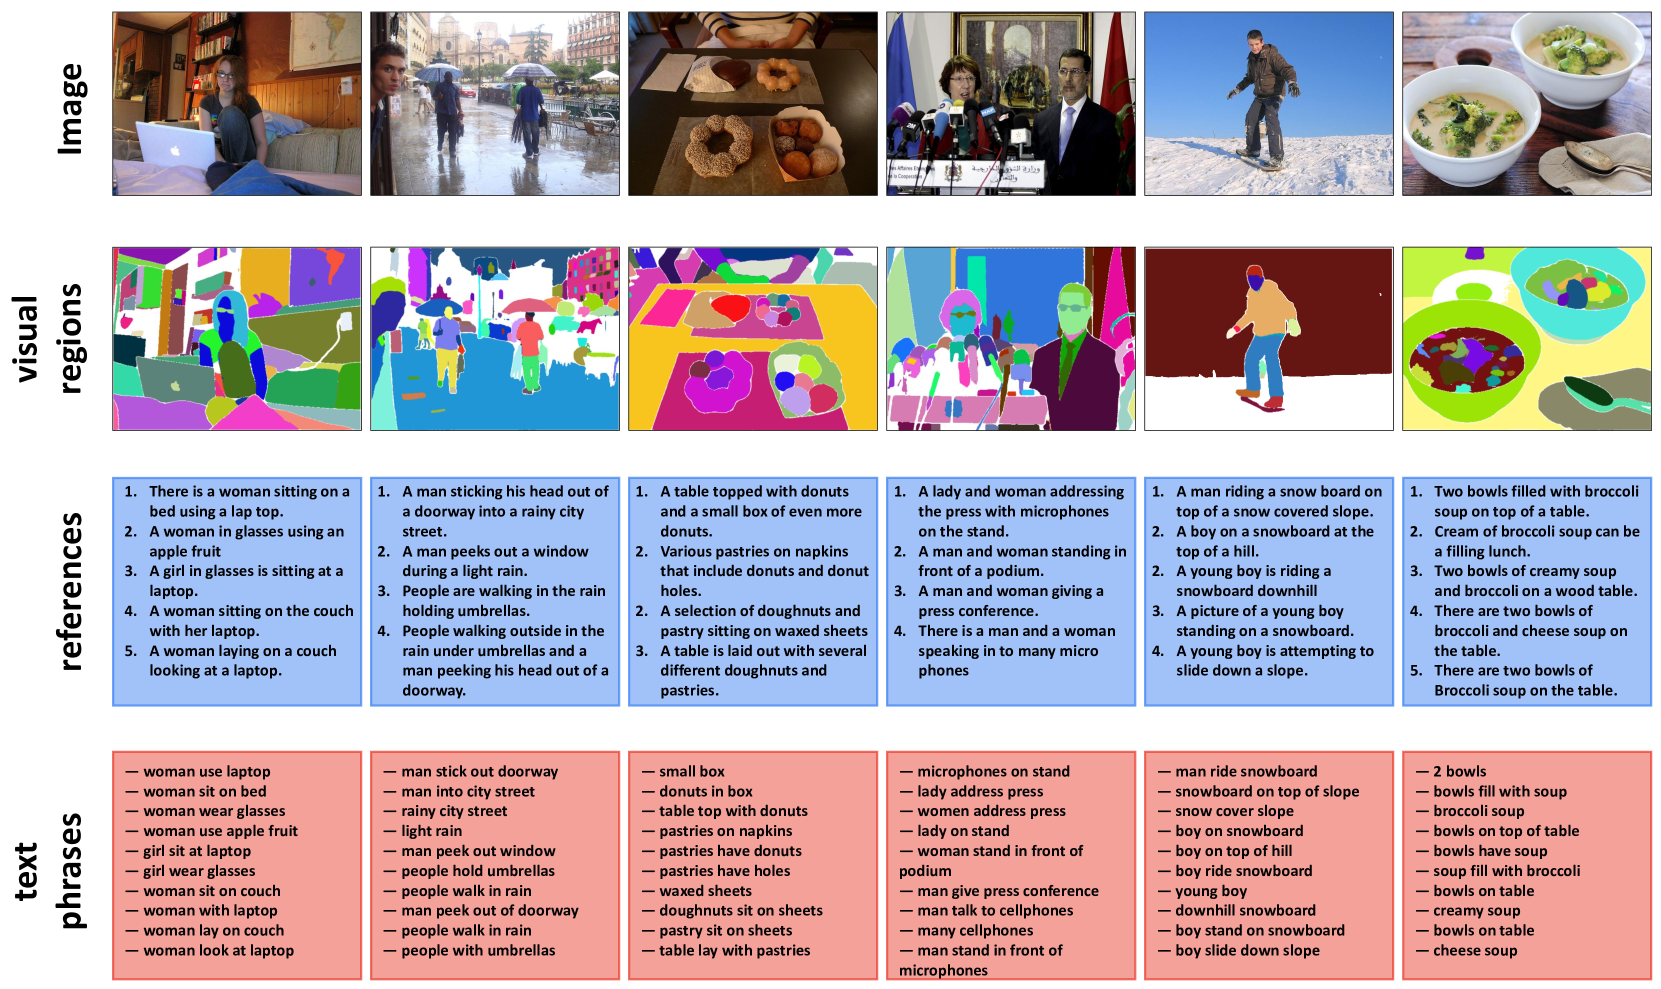 Image
visual
regions
references
text
phrases
وزارة الشؤون الخارجية
والتعاون
1. There is a woman sitting on a
bed using a lap top.
2. A woman in glasses using an
apple fruit
3. A girl in glasses is sitting at a
laptop.
4. A woman sitting on the couch
with her laptop.
5. A woman laying on a couch
looking at a laptop.
1. A man sticking his head out of
a doorway into a rainy city
street.
2. A man peeks out a window
during a light rain.
3. People are walking in the rain
holding umbrellas.
4. People walking outside in the
rain under umbrellas and a
man peeking his head out of a
doorway.
1. A table topped with donuts
and a small box of even more
donuts.
2. Various pastries on napkins
that include donuts and donut
holes.
2. A selection of doughnuts and
pastry sitting on waxed sheets
3. A table is laid out with several
different doughnuts and
pastries.
1. A lady and woman addressing
the press with microphones
on the stand.
2. A man and woman standing in
front of a podium.
3. A man and woman giving a
press conference.
4. There is a man and a woman
speaking in to many micro
phones
1. A man riding a snow board on
top of a snow covered slope.
2. A boy on a snowboard at the
top of a hill.
2. A young boy is riding a
snowboard downhill
3. A picture of a young boy
standing on a snowboard.
4. A young boy is attempting to
slide down a slope.
1. Two bowls filled with broccoli
soup on top of a table.
2. Cream of broccoli soup can be
a filling lunch.
3. Two bowls of creamy soup
and broccoli on a wood table.
4. There are two bowls of
broccoli and cheese soup on
the table.
5. There are two bowls of
Broccoli soup on the table.
— woman use laptop
— woman sit on bed
— woman wear glasses
— woman use apple fruit
— girl sit at laptop
— girl wear glasses
— woman sit on couch
— woman with laptop
— woman lay on couch
— woman look at laptop
— man stick out doorway
— man into city street
— rainy city street
— light rain
— man peek out window
— people hold umbrellas
— people walk in rain
— man peek out of doorway
— people walk in rain
— people with umbrellas
— small box
— donuts in box
— table top with donuts
— pastries on napkins
— pastries have donuts
— pastries have holes
— waxed sheets
— doughnuts sit on sheets
— pastry sit on sheets
— table lay with pastries
— microphones on stand
— lady address press
— women address press
— lady on stand
— woman stand in front of
podium
— man give press conference
— man talk to cellphones
— many cellphones
— man stand in front of
microphones
— man ride snowboard
— snowboard on top of slope
— snow cover slope
— boy on snowboard
— boy on top of hill
— boy ride snowboard
— young boy
— downhill snowboard
— boy stand on snowboard
— boy slide down slope
— 2 bowls
— bowls fill with soup
— broccoli soup
— bowls on top of table
— bowls have soup
— soup fill with broccoli
— bowls on table
— creamy soup
— bowls on table
— cheese soup